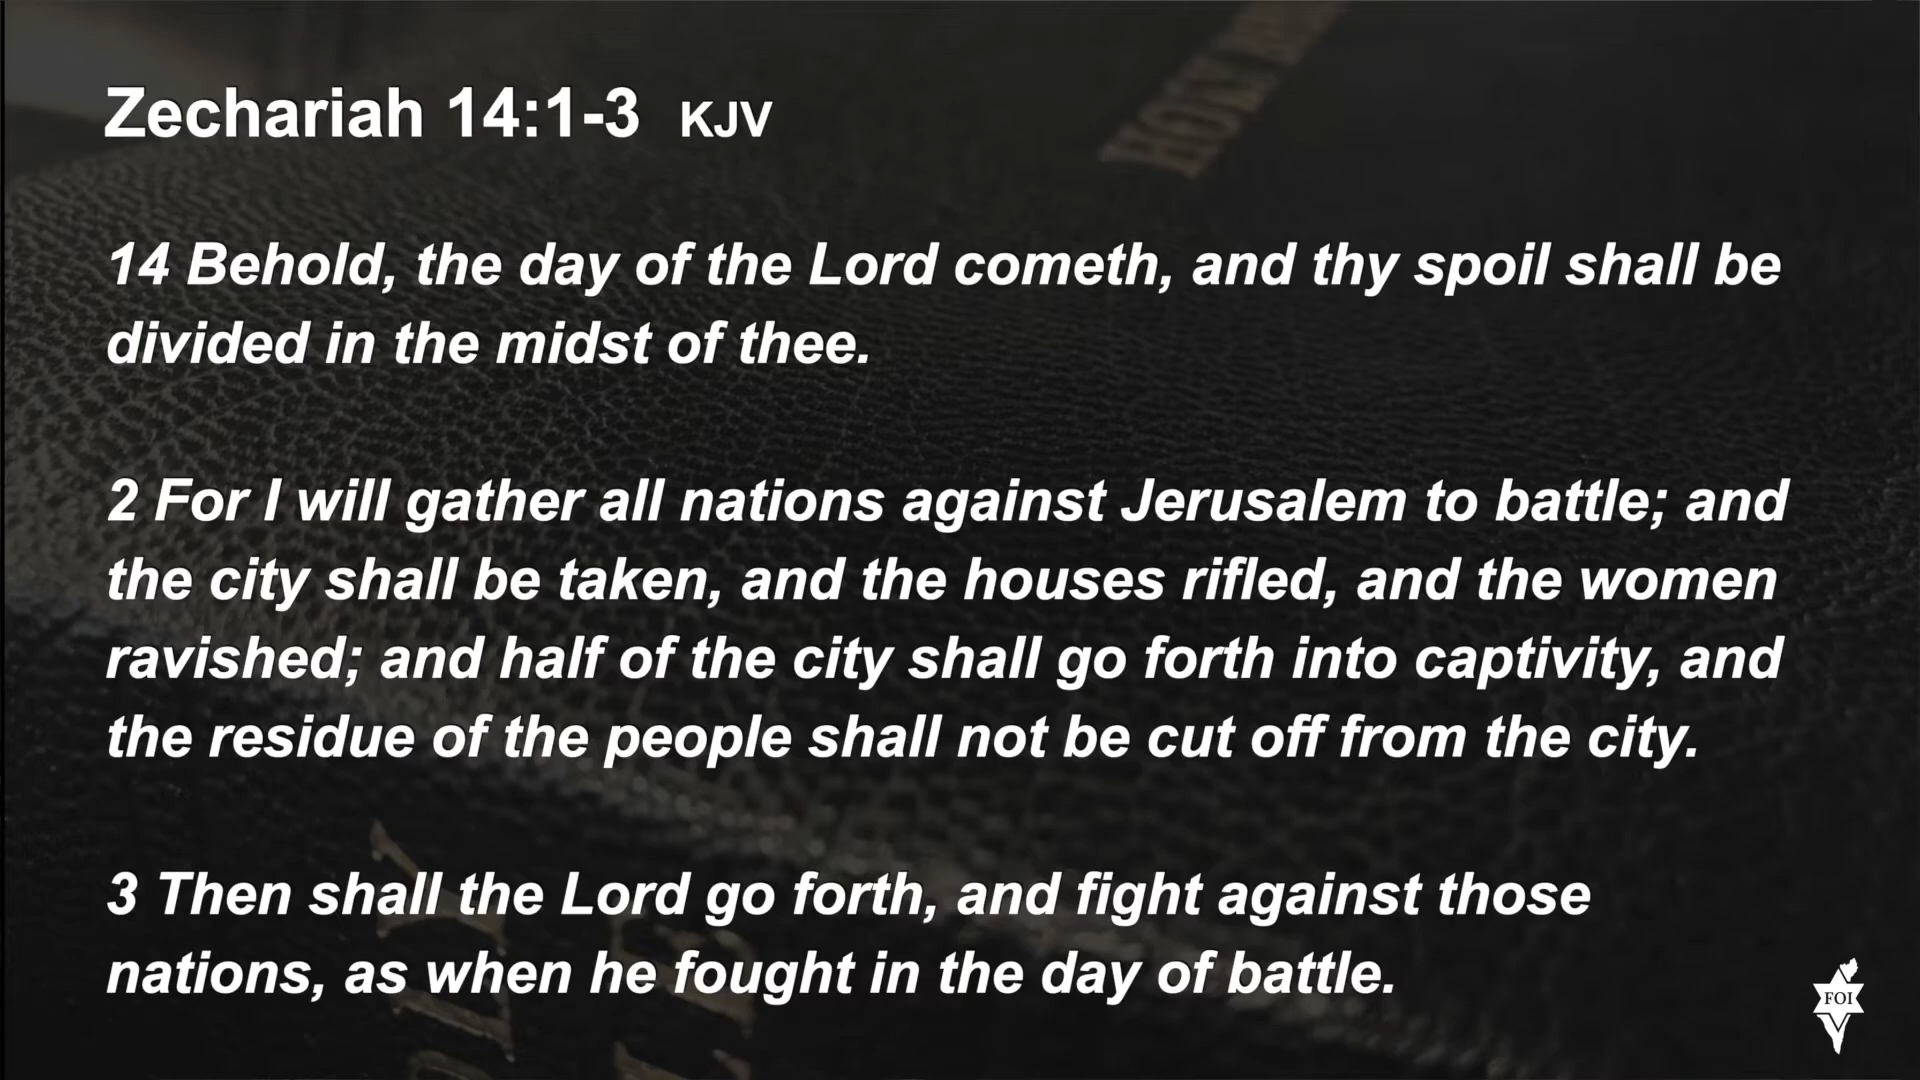 HOLY
Zechariah 14:1-3 KJV
14 Behold, the day of the Lord cometh, and thy spoil shall be
divided in the midst of thee.
2 For I will gather all nations against Jerusalem to battle; and
the city shall be taken, and the houses rifled, and the women
ravished; and half of the city shall go forth into captivity, and
the residue of the people shall not be cut off from the city.
3 Then shall the Lord go forth, and fight against those
nations, as when he fought in the day of battle.
FOI